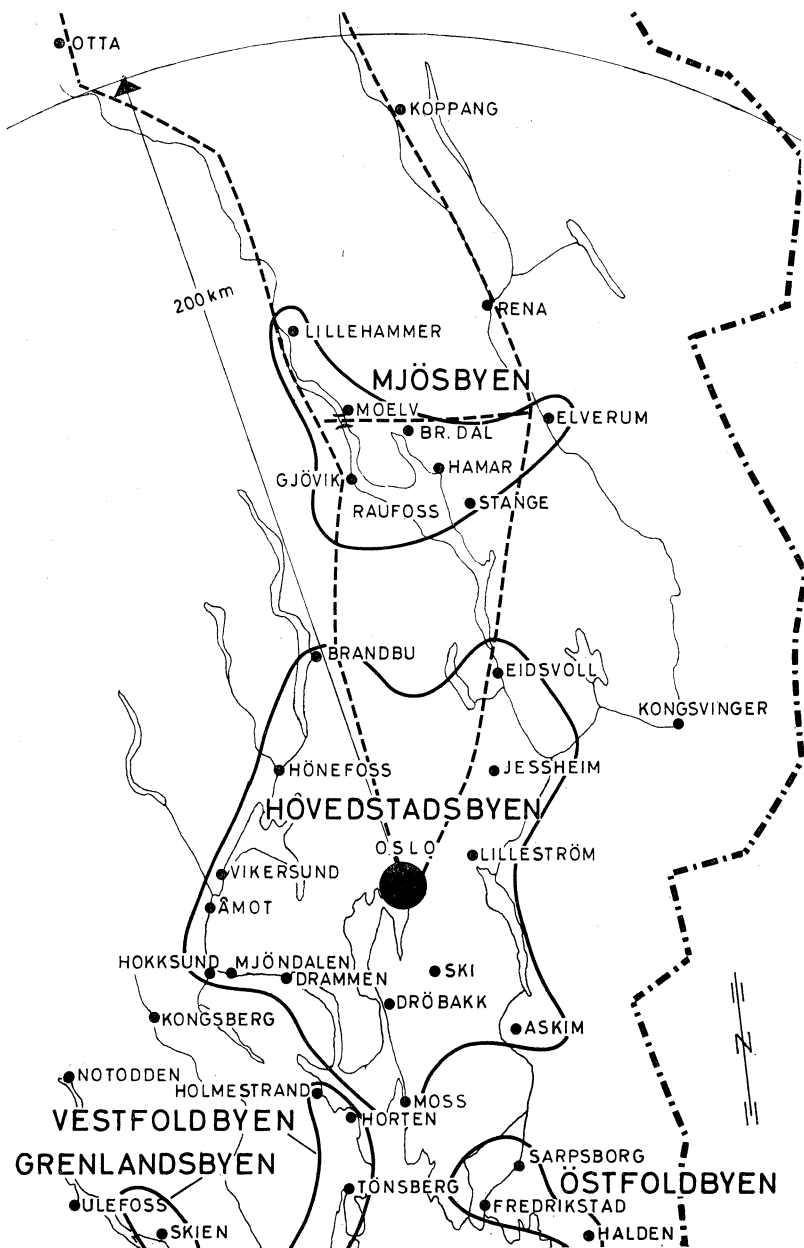 OTTA
KOPPANG
200 km
RENA
LILLEHAMMER
MJÖSBYEN
MOELV
ELVERUM
BR. DAL
HAMAR
GJÖVIK
STANGE
RAUFOSS
BRANDBU
EIDSVOLL
KONGSVINGER
HÖNEFOSS
JESSHEIM
HOVEDSTADSBYEN
OSLO
LILLESTRÖM
VIKERSUND
ÅMOT
HOKKSUND
MJÖNDALEN
SKI
DRAMMEN
DRÖBAKK
KONGSBERG
ASKIM
N
NOTODDEN
HOLMESTRAND
MOSS
VESTFOLDBYEN
HORTEN
SARPSBORG
GRENLANDSBYEN
ÖSTFOLDBYEN
TÖNSBERG
ULEFOSS
FREDRIKSTAD
SKIEN
HALDEN